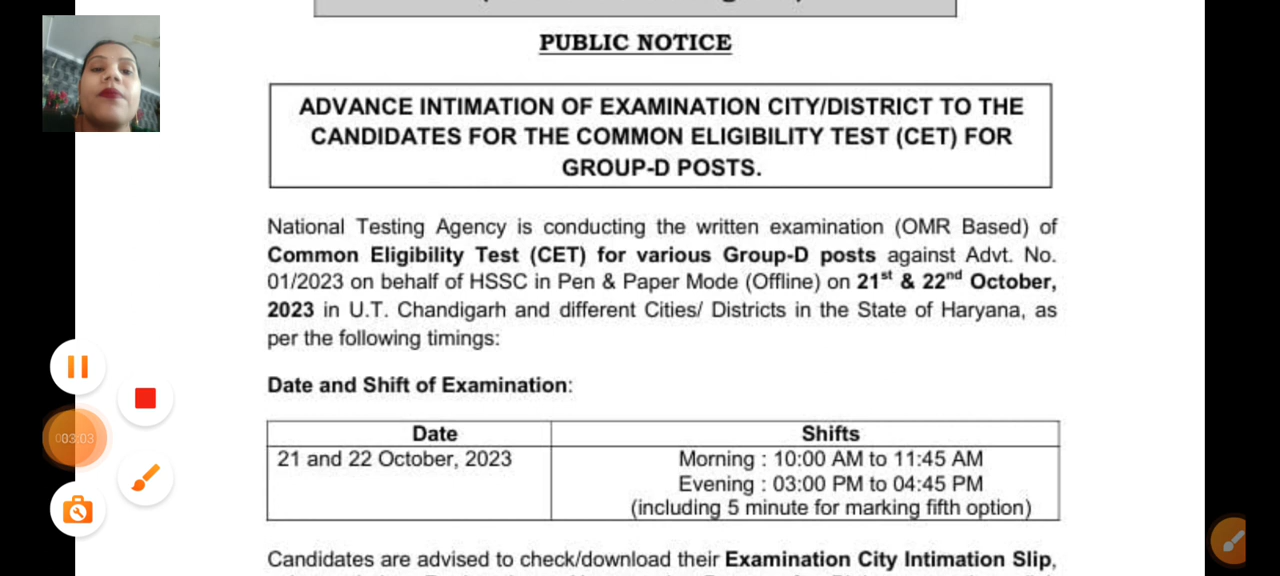 PUBLIC NOTICE
ADVANCE INTIMATION OF EXAMINATION CITY/DISTRICT TO THE
CANDIDATES FOR THE COMMON ELIGIBILITY TEST (CET) FOR
GROUP-D POSTS.
National Testing Agency is conducting the written examination (OMR Based) of
Common Eligibility Test (CET) for various Group-D posts against Advt. No.
01/2023 on behalf of HSSC in Pen & Paper Mode (Offline) on 21st & 22nd October,
2023 in U.T. Chandigarh and different Cities/ Districts in the State of Haryana, as
per the following timings:
Date and Shift of Examination:
Date Shifts
21 and 22 October, 2023 Morning : 10:00 AM to 11:45 AM
Evening : 03:00 PM to 04:45 PM
(including 5 minute for marking fifth option)
03:03
Candidates are advised to check/download their Examination City Intimation Slip,